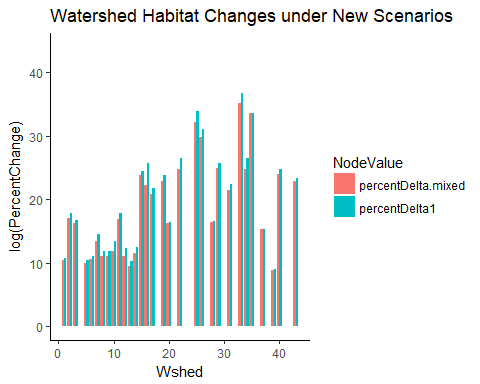 Watershed Habitat Changes under New Scenarios
log(PercentChange)
40
30
20
10
0
0 10 20 30 40
Wshed
NodeValue
percentDelta.mixed
percentDelta1